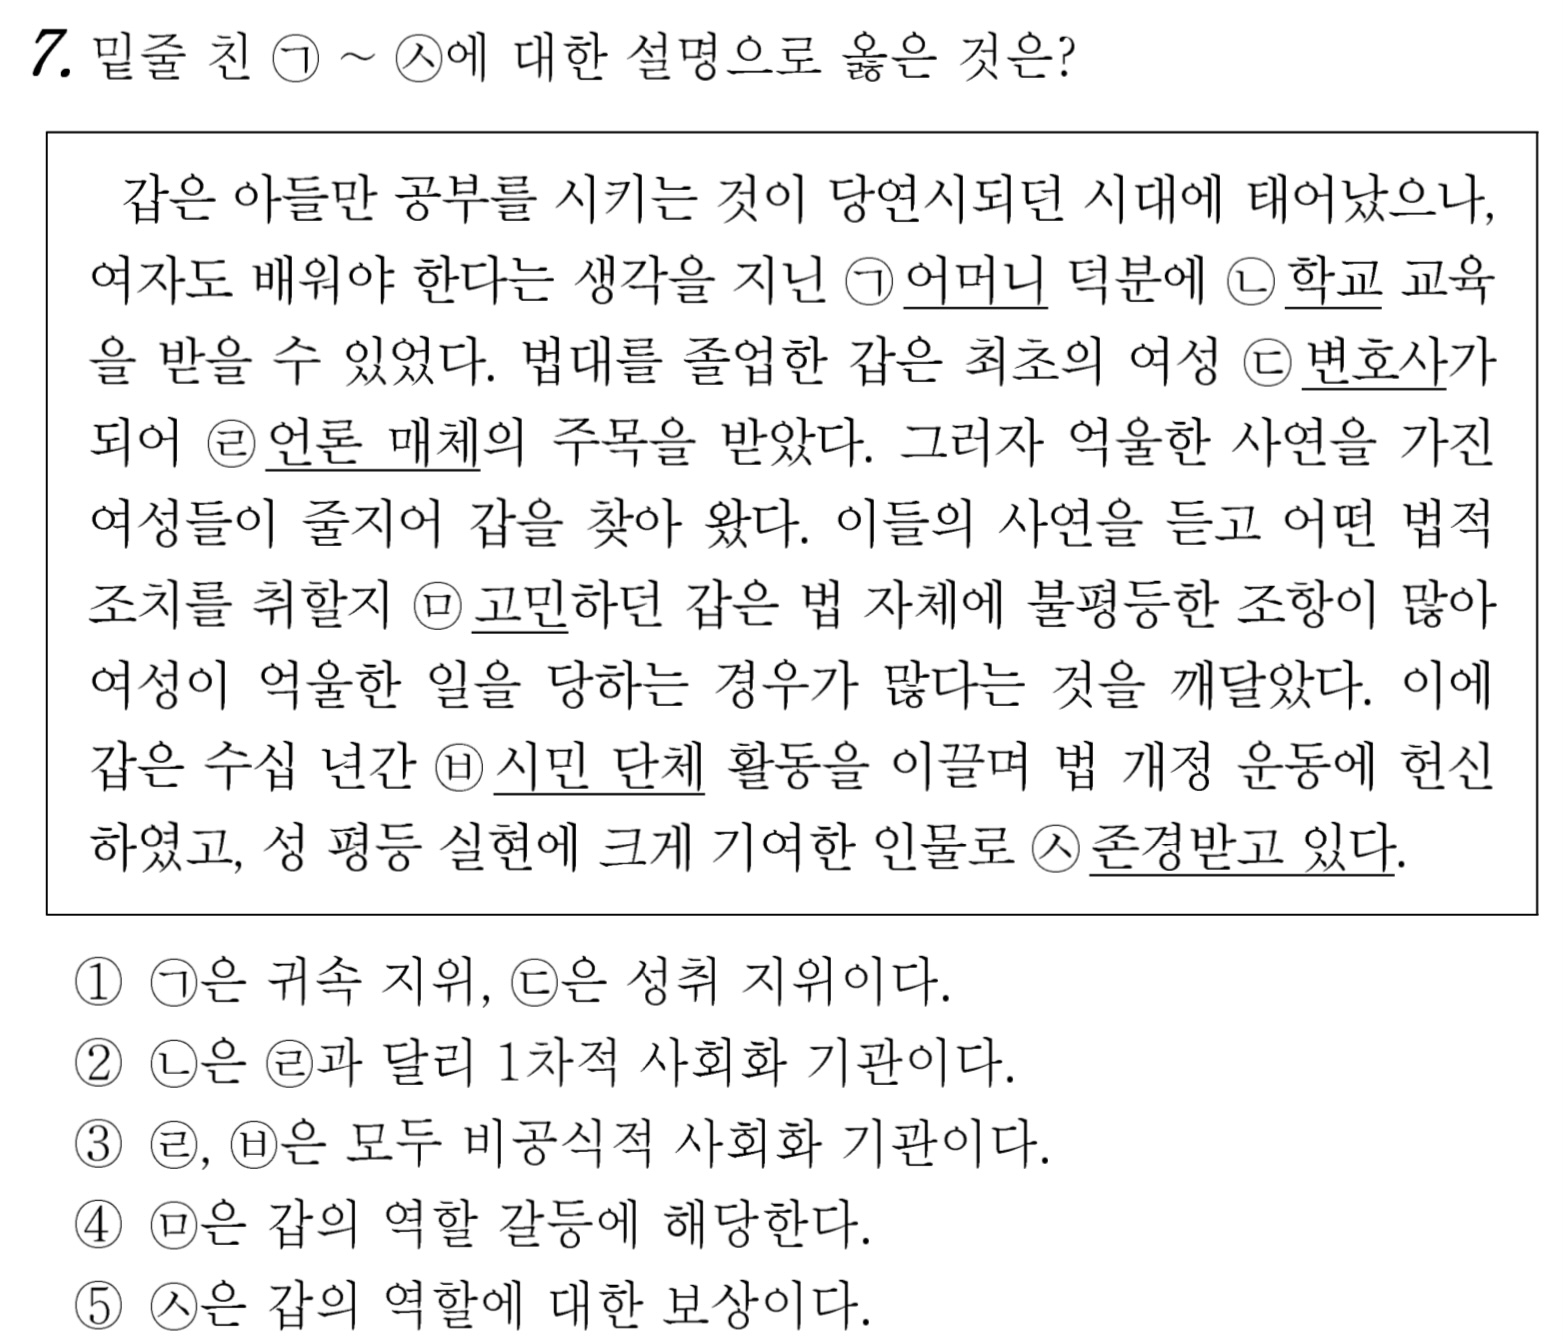 7. 밑줄 친 ㉠ ~ ㉦에 대한 설명으로 옳은 것은?
갑은 아들만 공부를 시키는 것이 당연시되던 시대에 태어났으나,
여자도 배워야 한다는 생각을 지닌 ㉠어머니 덕분에 ㉡학교 교육
을 받을 수 있었다. 법대를 졸업한 갑은 최초의 여성 ㉢변호사가
되어 ㉣언론 매체의 주목을 받았다. 그러자 억울한 사연을 가진
여성들이 줄지어 갑을 찾아 왔다. 이들의 사연을 듣고 어떤 법적
조치를 취할지 ㉤고민하던 갑은 법 자체에 불평등한 조항이 많아
여성이 억울한 일을 당하는 경우가 많다는 것을 깨달았다. 이에
갑은 수십 년간 ㉥시민 단체 활동을 이끌며 법 개정 운동에 헌신
하였고, 성 평등 실현에 크게 기여한 인물로 ㉦존경받고 있다.
① ㉠은 귀속 지위, ㉢은 성취 지위이다.
② ㉡은 ㉣과 달리 1차적 사회화 기관이다.
③ ㉣, ㉥은 모두 비공식적 사회화 기관이다.
④ ㉤은 갑의 역할 갈등에 해당한다.
⑤ ㉦은 갑의 역할에 대한 보상이다.